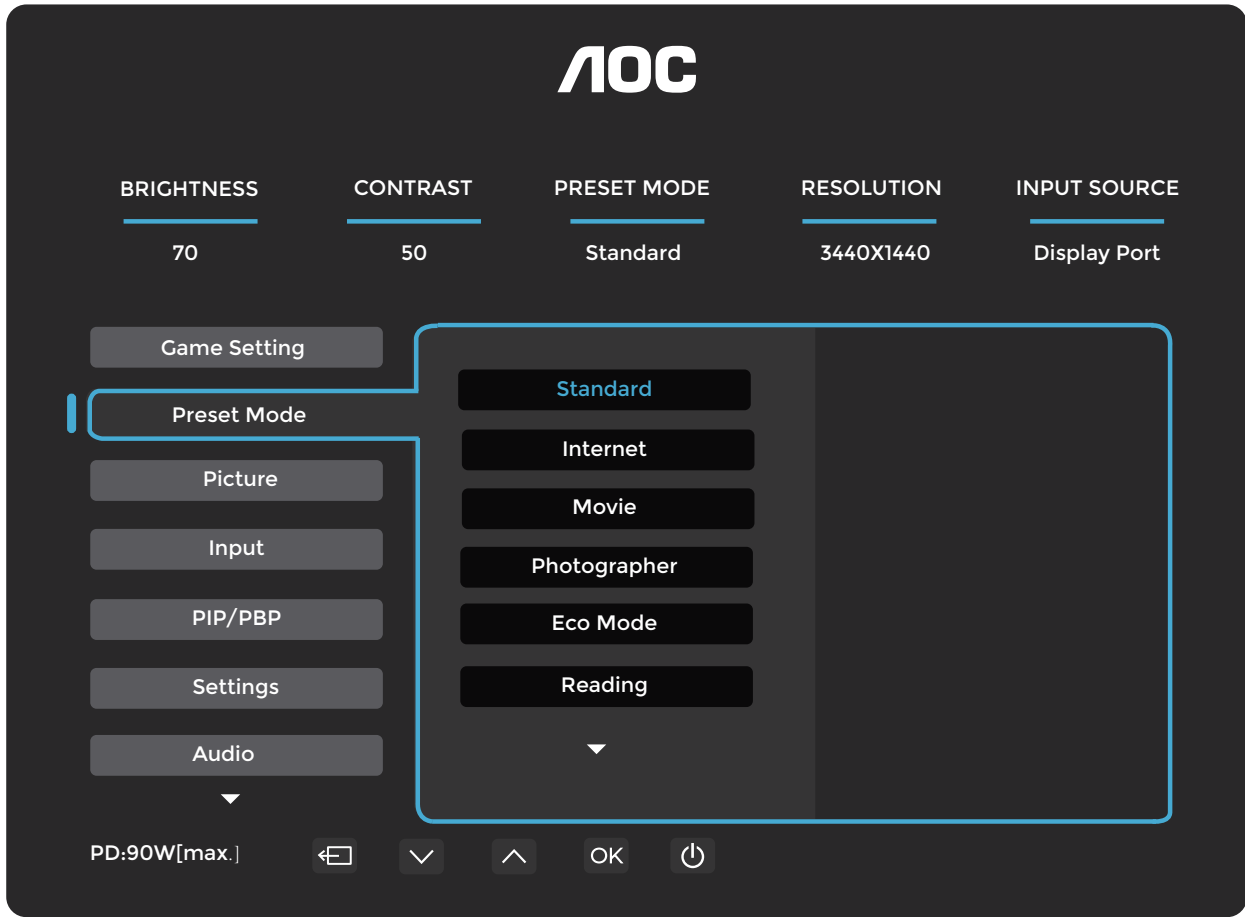 AOC
BRIGHTNESS CONTRAST PRESET MODE RESOLUTION INPUT SOURCE
70 50 Standard 3440X1440 Display Port
Game Setting
Preset Mode
Picture
Input
PIP/PBP
Settings
Audio
Standard
Internet
Movie
Photographer
Eco Mode
Reading
PD:90W[max.]
OK